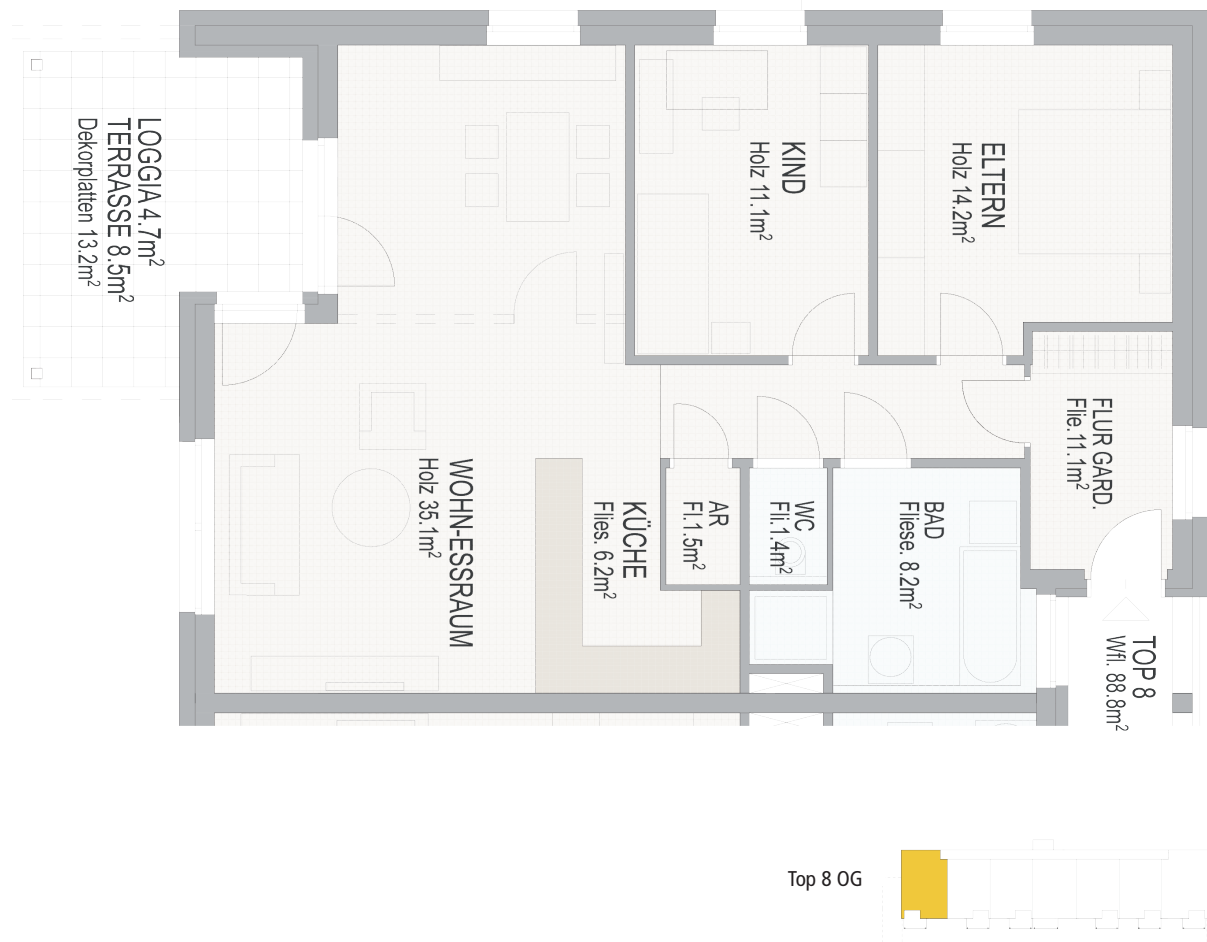 LOGGIA 4.7m²
TERRASSE 8.5m²
Dekorplatten 13.2m²
KIND
Holz 11.1m²
ELTERN
Holz 14.2m²
FLUR GARD.
Flie.11.1m²
WOHN-ESSRAUM
Holz 35.1m²
KÜCHE
Flies. 6.2m²
AR
Fl.1.5m²
WC
Fli.1.4m²
BAD
Fliese. 8.2m²
TOP 8
Wfl. 88.8m²
Top 8 OG